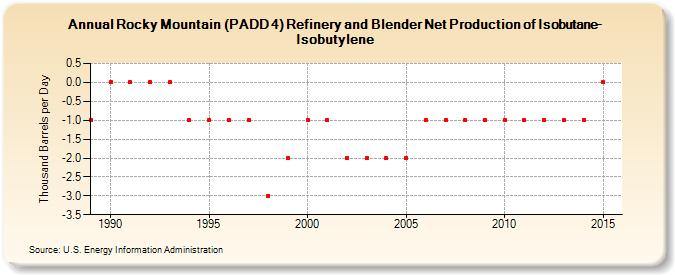 Annual Rocky Mountain (PADD 4) Refinery and Blender Net Production of Isobutane-
Isobutylene
Thousand Barrels per Day
0.5
0.0
-0.5
-1.0
-1.5
-2.0
-2.5
-3.0
-3.5
1990 1995 2000 2005 2010 2015
Source: U.S. Energy Information Administration